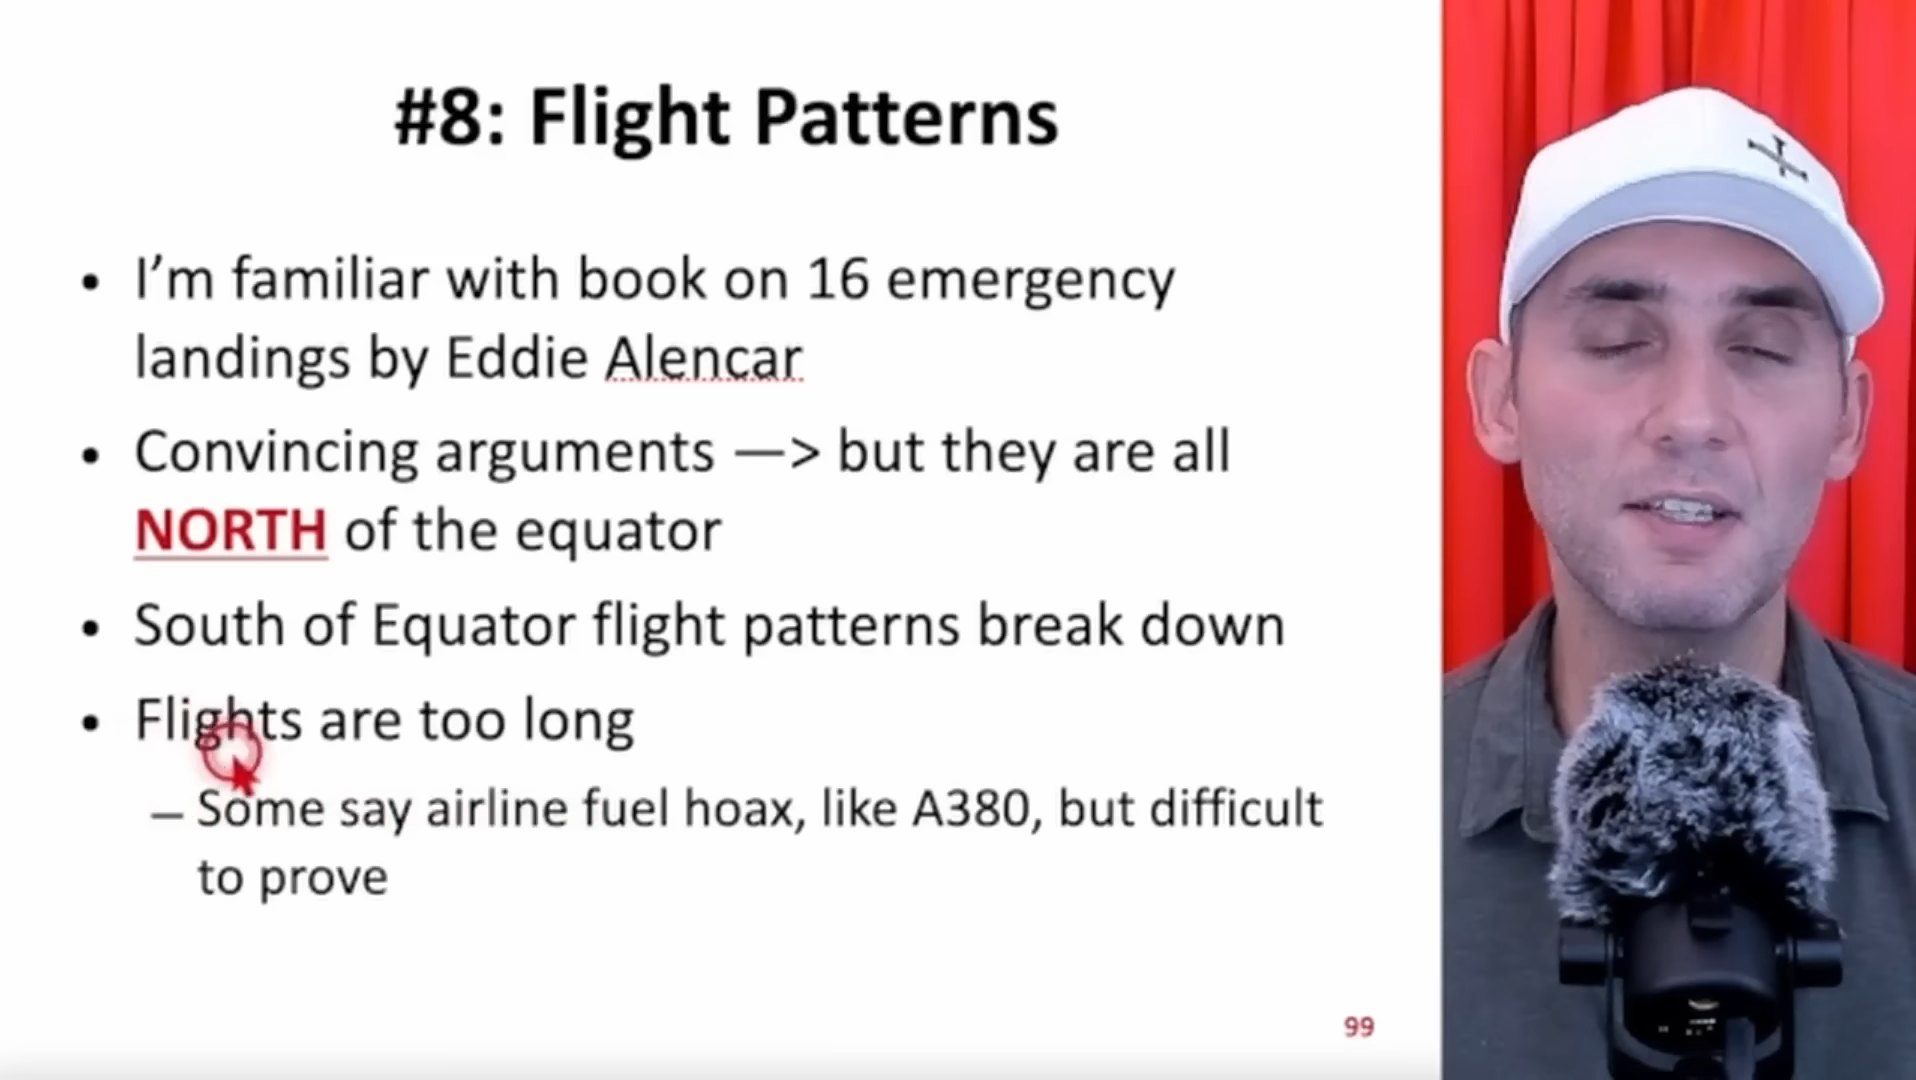 #8: Flight Patterns
• I’m familiar with book on 16 emergency
landings by Eddie Alencar
• Convincing arguments —> but they are all
NORTH of the equator
• South of Equator flight patterns break down
• Flights are too long
– Some say airline fuel hoax, like A380, but difficult
to prove
99